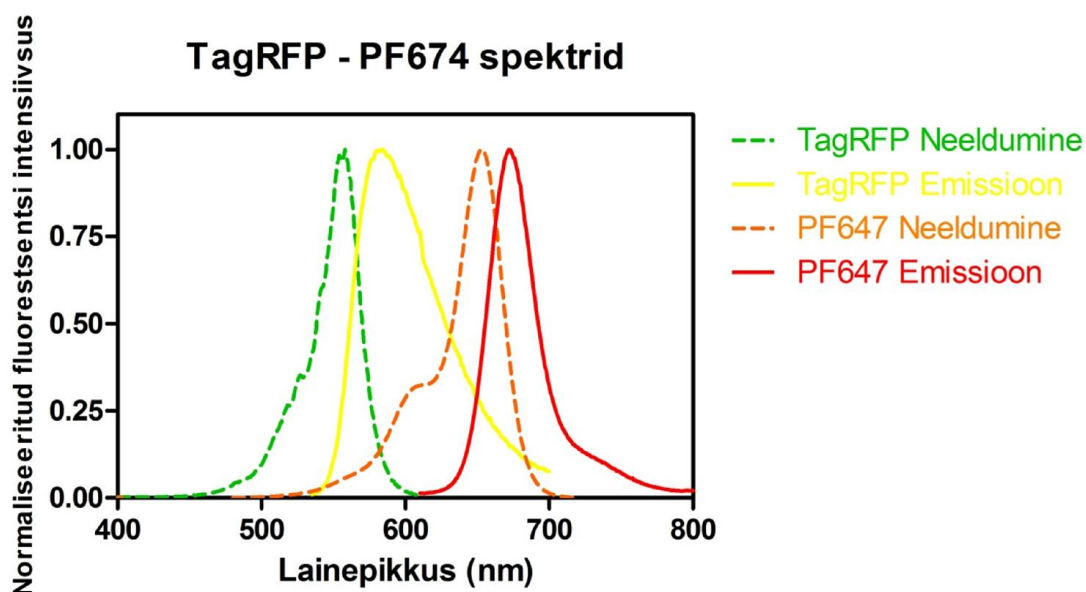 TagRFP - PF674 spektrid
Normaliseeritud fluorestsentsi intensiivsus
1.00
0.75
0.50
0.25
0.00
400 500 600 700 800
Lainepikkus (nm)
TagRFP Neeldumine
TagRFP Emissioon
PF647 Neeldumine
PF647 Emissioon